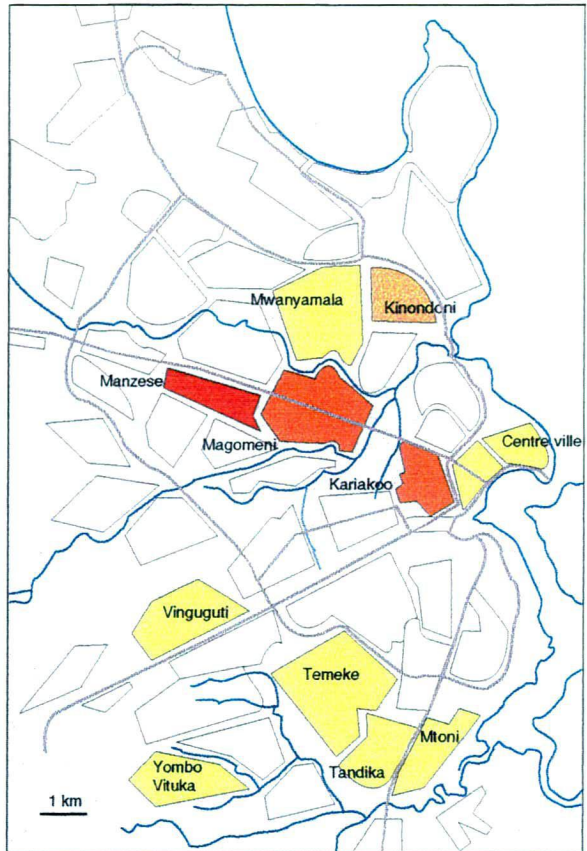 Mwanyamala
Kinondoni
Manzese
Magomeni
Centre ville
Kariakoo
Vinguguti
Temeke
Mtoni
Yombo
Vituka
Tandika
1 km